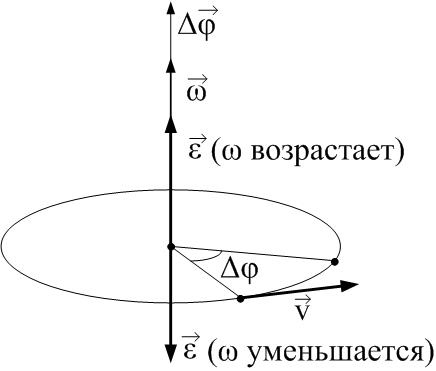 Δφ⃗
ω⃗
ε⃗ (ω возрастает)
Δφ
v⃗
ε⃗ (ω уменьшается)